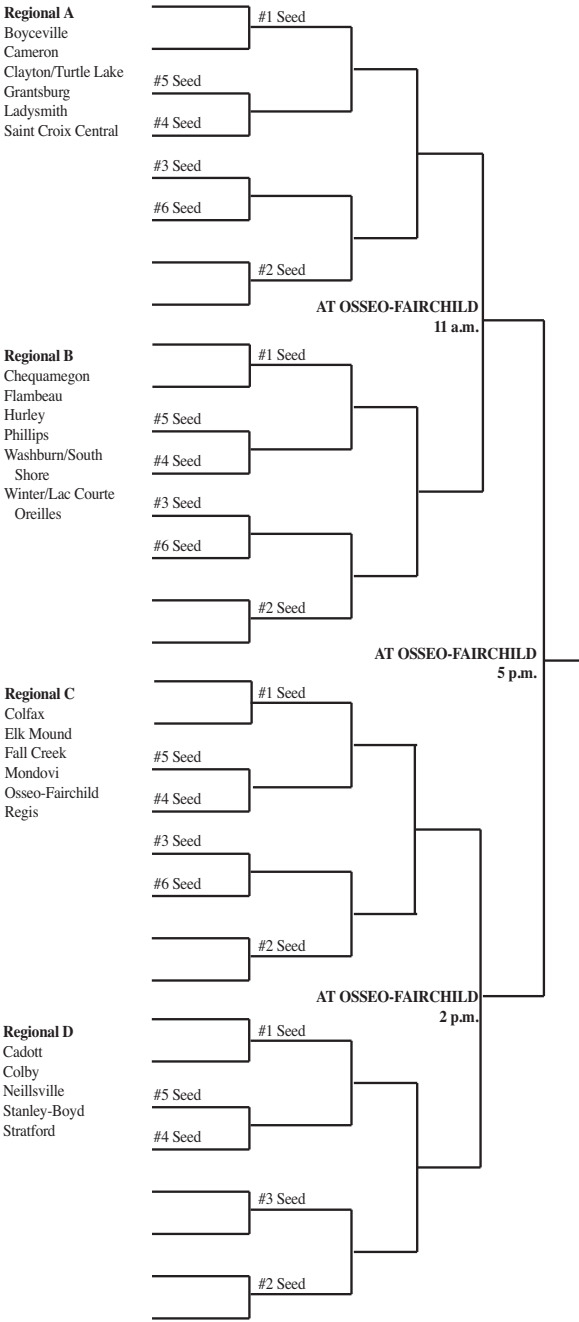 Regional A
Boyceville
Cameron
Clayton/Turtle Lake
Grantsburg
Ladysmith
Saint Croix Central
#1 Seed
#5 Seed
#4 Seed
#3 Seed
#6 Seed
#2 Seed
AT OSSEO-FAIRCHILD
11 a.m.
Regional B
Chequamegon
Flambeau
Hurley
Phillips
Washburn/South
Shore
Winter/Lac Courte
Oreilles
#1 Seed
#5 Seed
#4 Seed
#3 Seed
#6 Seed
#2 Seed
AT OSSEO-FAIRCHILD
5 p.m.
Regional C
Colfax
Elk Mound
Fall Creek
Mondovi
Osseo-Fairchild
Regis
#1 Seed
#5 Seed
#4 Seed
#3 Seed
#6 Seed
#2 Seed
AT OSSEO-FAIRCHILD
2 p.m.
Regional D
Cadott
Colby
Neillsville
Stanley-Boyd
Stratford
#1 Seed
#5 Seed
#4 Seed
#3 Seed
#2 Seed